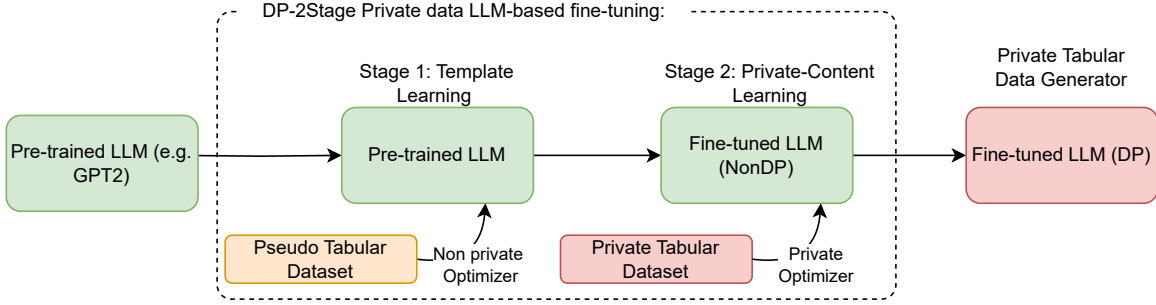 DP-2Stage Private data LLM-based fine-tuning:
Stage 1: Template
Learning
Stage 2: Private-Content
Learning
Private Tabular
Data Generator
Pre-trained LLM (e.g.
GPT2)
Pre-trained LLM
Fine-tuned LLM
(NonDP)
Fine-tuned LLM (DP)
Pseudo Tabular
Dataset
Non private
Optimizer
Private Tabular
Dataset
Private
Optimizer